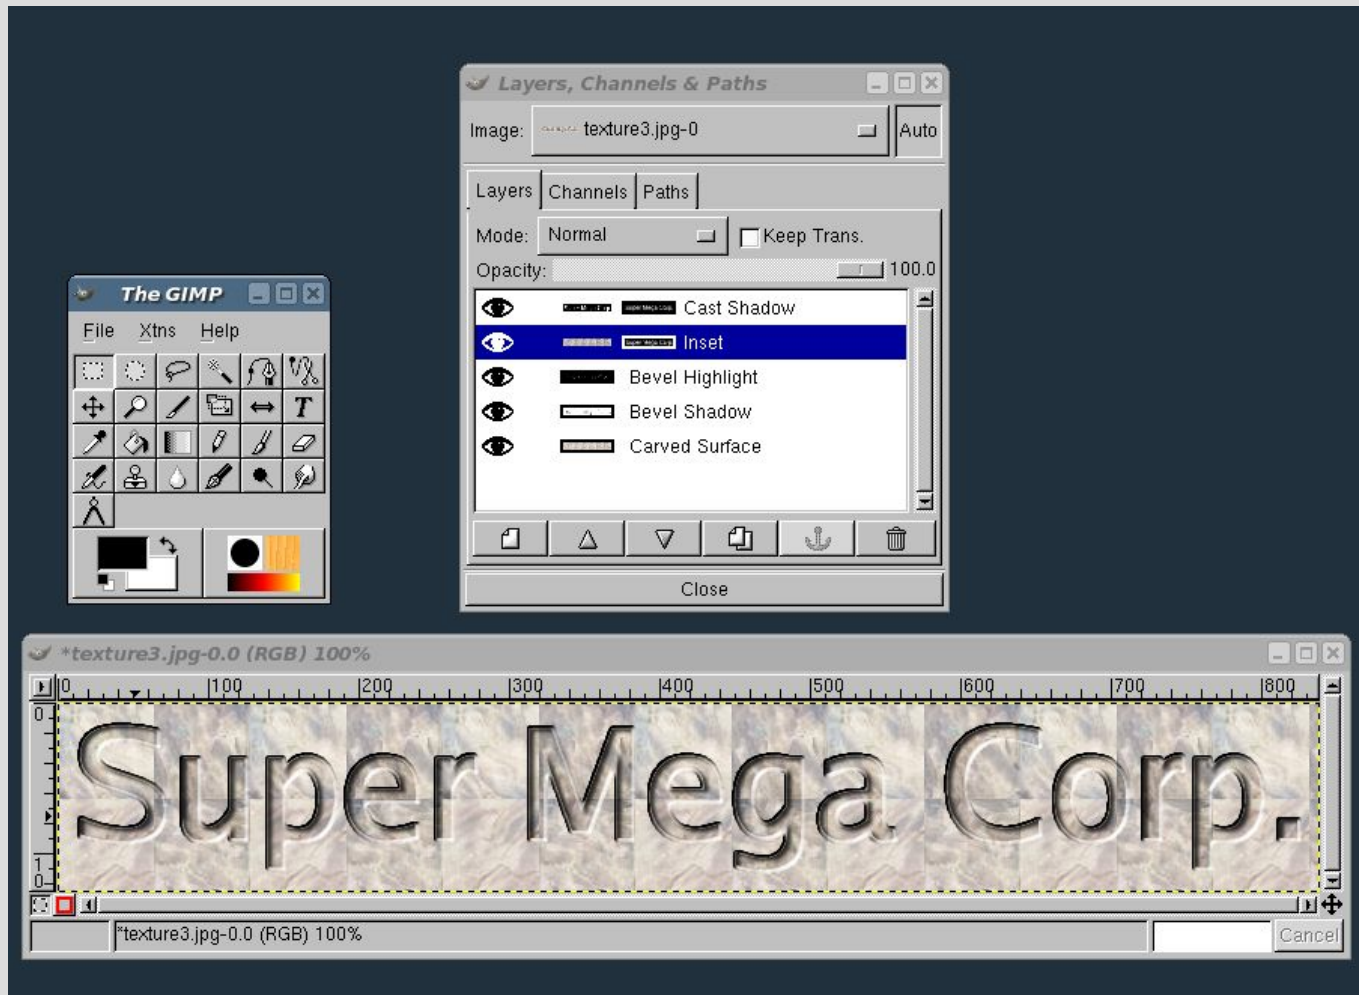 Layers, Channels & Paths
Image: texture3.jpg-0 Auto
Layers Channels Paths
Mode: Normal Keep Trans.
Opacity: 100.0
Cast Shadow
Inset
Bevel Highlight
Bevel Shadow
Carved Surface
Close
The GIMP
File Xtns Help
T
*texture3.jpg-0.0 (RGB) 100%
0 100 200 300 400 500 600 700 800
0
1
0
Super Mega Corp.
*texture3.jpg-0.0 (RGB) 100% Cancel